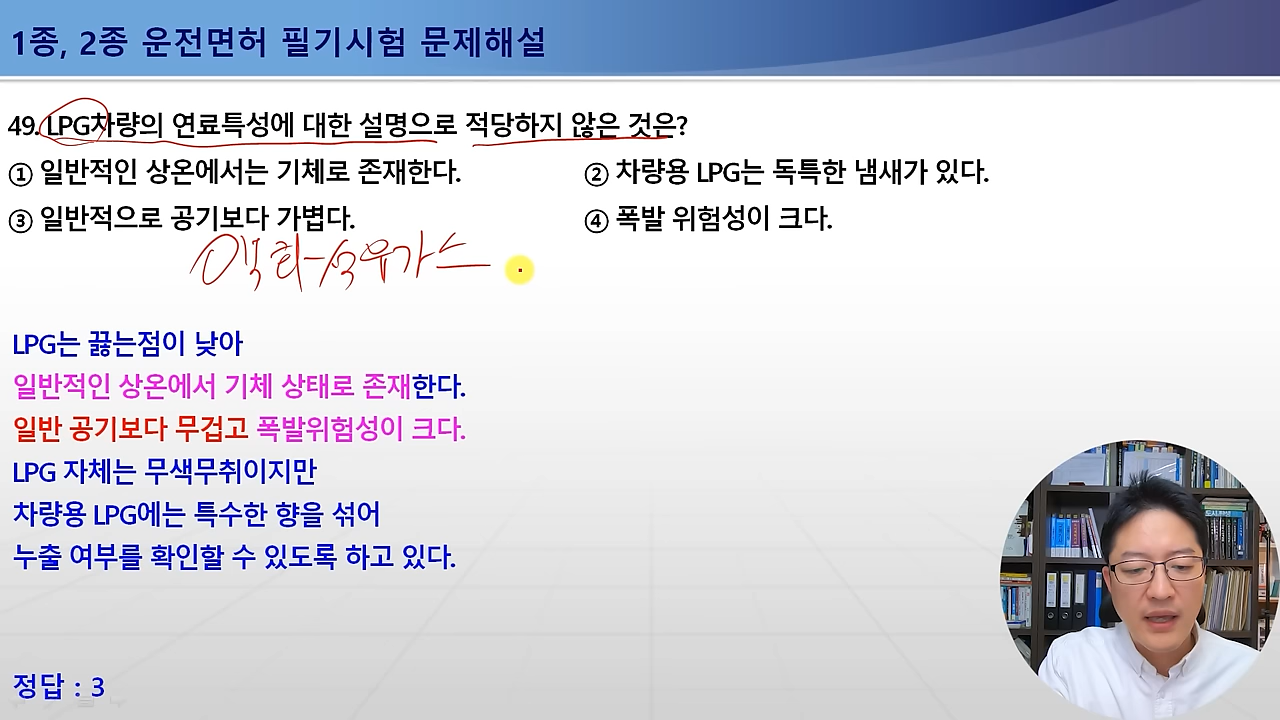 1종, 2종 운전면허 필기시험 문제해설
49. LPG차량의 연료특성에 대한 설명으로 적당하지 않은 것은?
① 일반적인 상온에서는 기체로 존재한다. ② 차량용 LPG는 독특한 냄새가 있다.
③ 일반적으로 공기보다 가볍다. ④ 폭발 위험성이 크다.
액화석유가스
LPG는 끓는점이 낮아
일반적인 상온에서 기체 상태로 존재한다.
일반 공기보다 무겁고 폭발위험성이 크다.
LPG 자체는 무색무취이지만
차량용 LPG에는 특수한 향을 섞어
누출 여부를 확인할 수 있도록 하고 있다.
정답 : 3